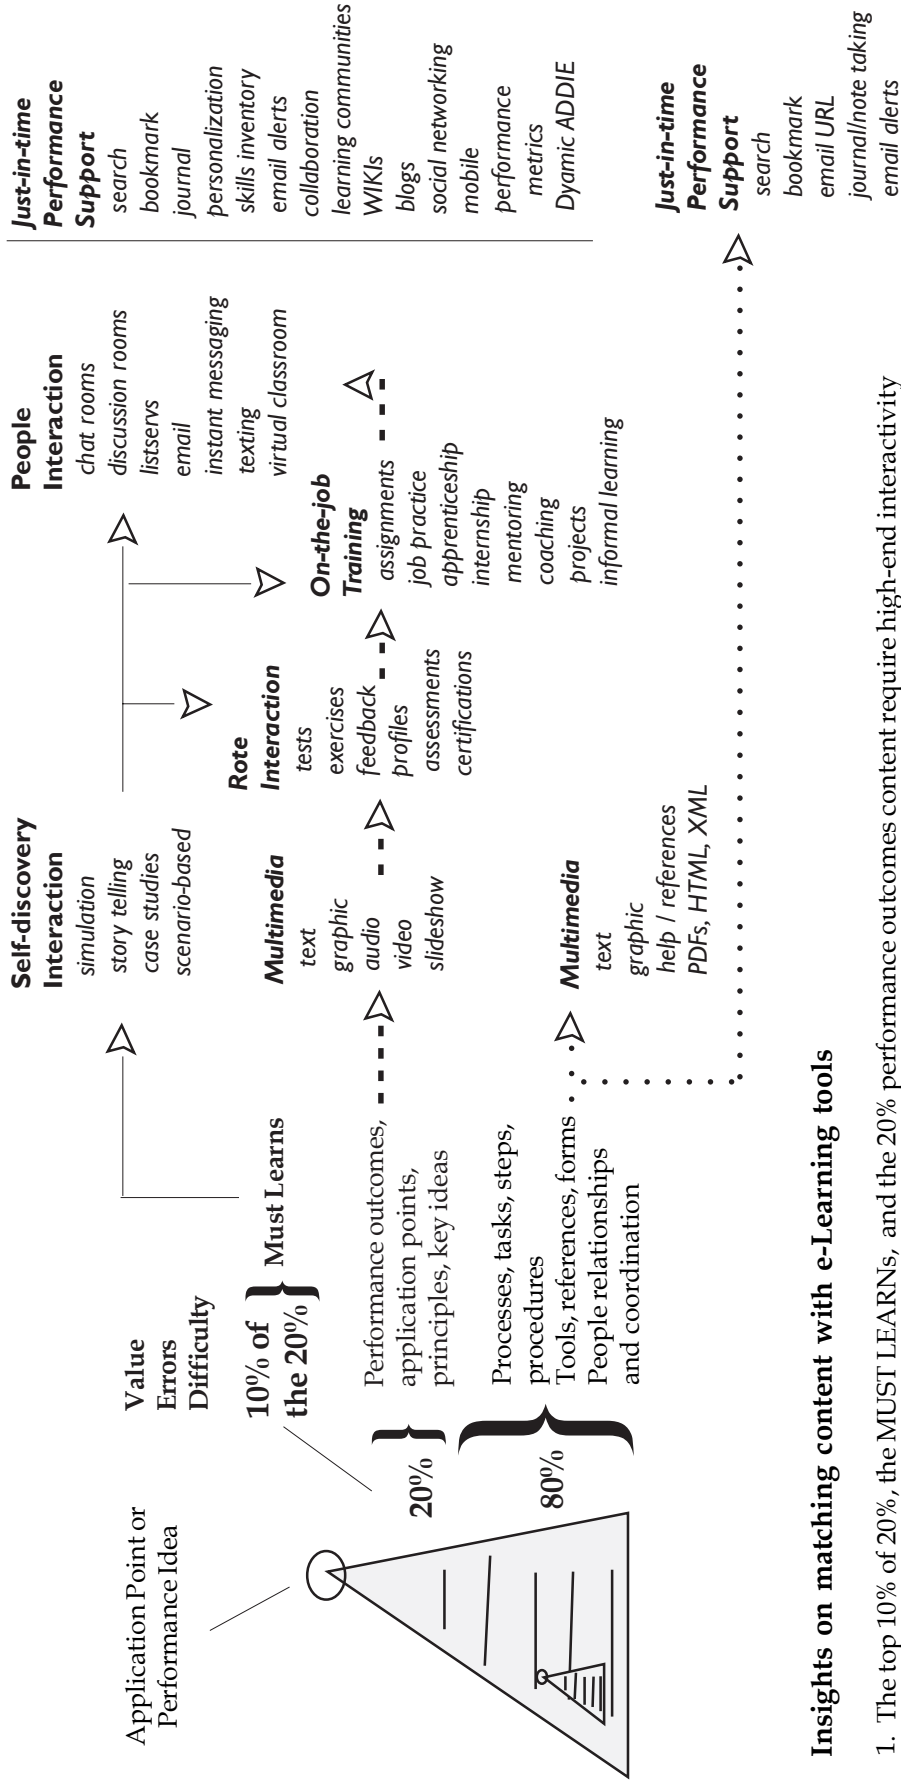 Application Point or
Performance Idea
Value
Errors
Difficulty
10% of
the 20%
Must Learns
20%
Performance outcomes,
application points,
principles, key ideas
80%
Processes, tasks, steps,
procedures
Tools, references, forms
People relationships
and coordination
Self-discovery
Interaction
simulation
story telling
case studies
scenario-based
People
Interaction
chat rooms
discussion rooms
listservs
email
instant messaging
texting
virtual classroom
Just-in-time
Performance
Support
search
bookmark
journal
personalization
skills inventory
email alerts
collaboration
learning communities
WIKIs
blogs
social networking
mobile
performance
metrics
Dyamic ADDIE
Multimedia
text
graphic
audio
video
slideshow
Rote
Interaction
tests
exercises
feedback
profiles
assessments
certifications
On-the-job
Training
assignments
job practice
apprenticeship
internship
mentoring
coaching
projects
informal learning
Multimedia
text
graphic
help / references
PDFs, HTML, XML
Just-in-time
Performance
Support
search
bookmark
email URL
journal/note taking
email alerts
Insights on matching content with e-Learning tools
1. The top 10% of 20%, the MUST LEARNs, and the 20% performance outcomes content require high-end interactivity